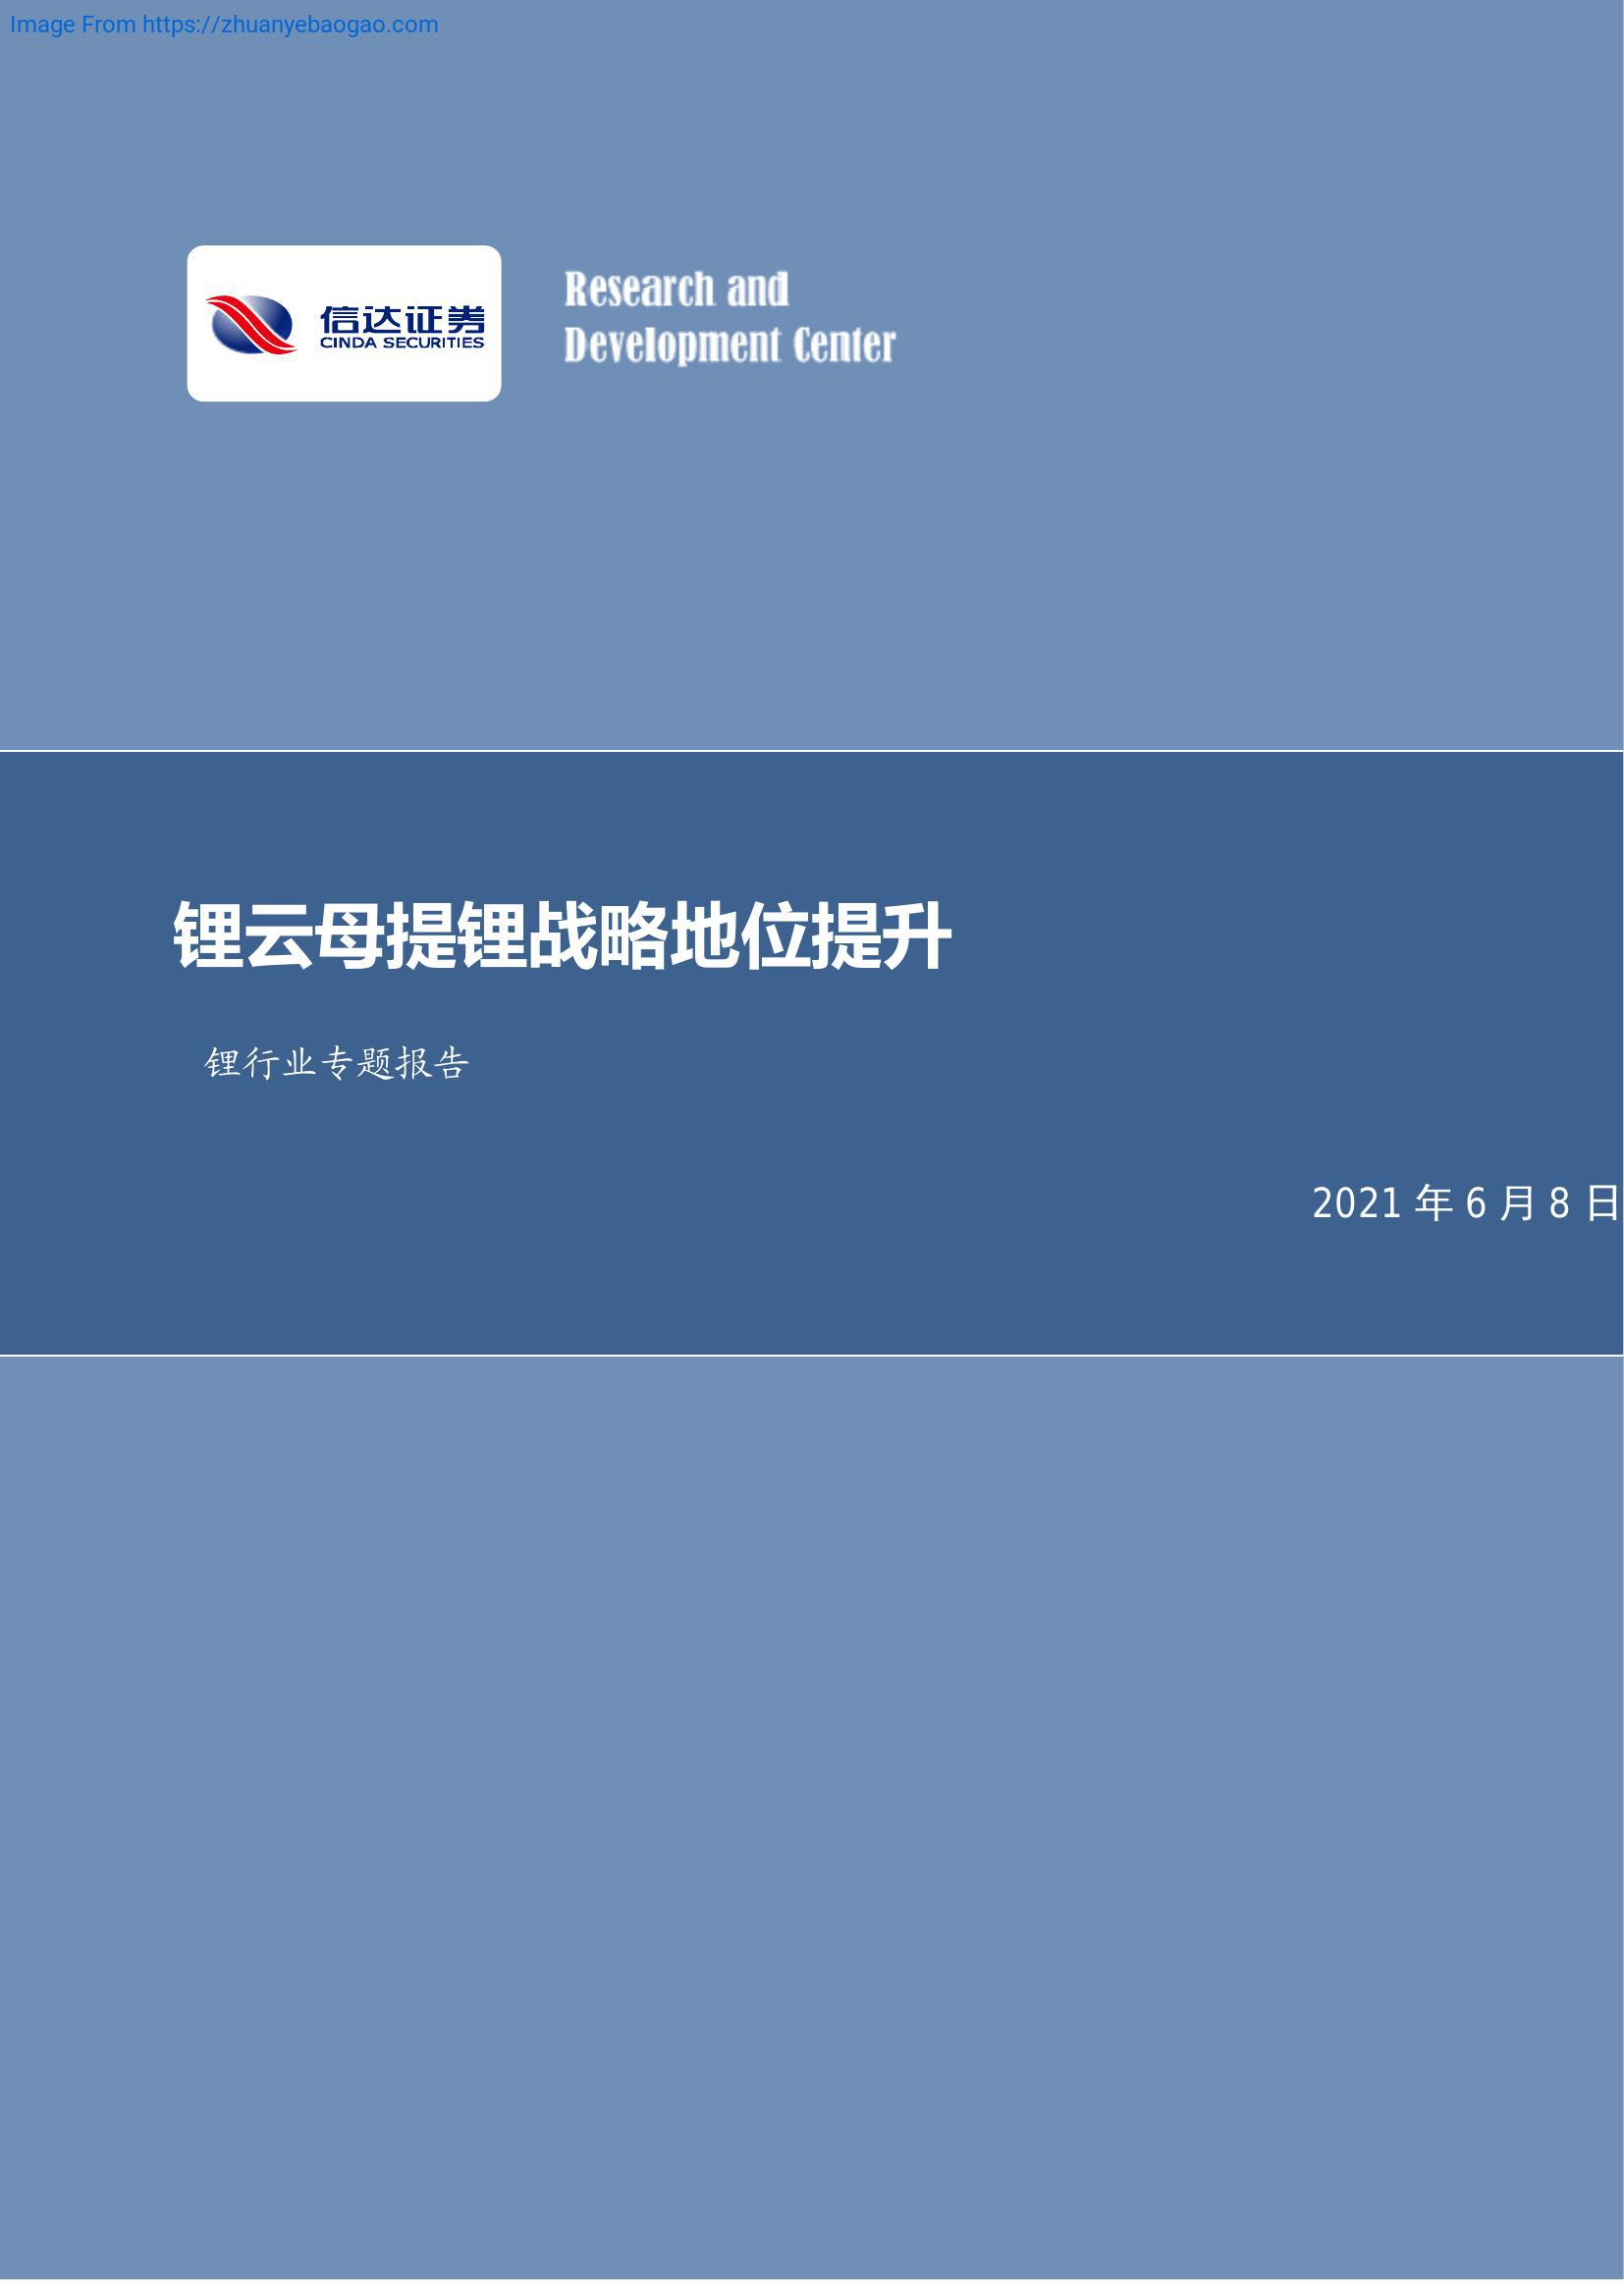 Image From https://zhuanyebaogao.com
信达证券
CINDA SECURITIES
Research and
Development Center
锂云母提锂战略地位提升
锂行业专题报告
2021 年 6 月 8 日